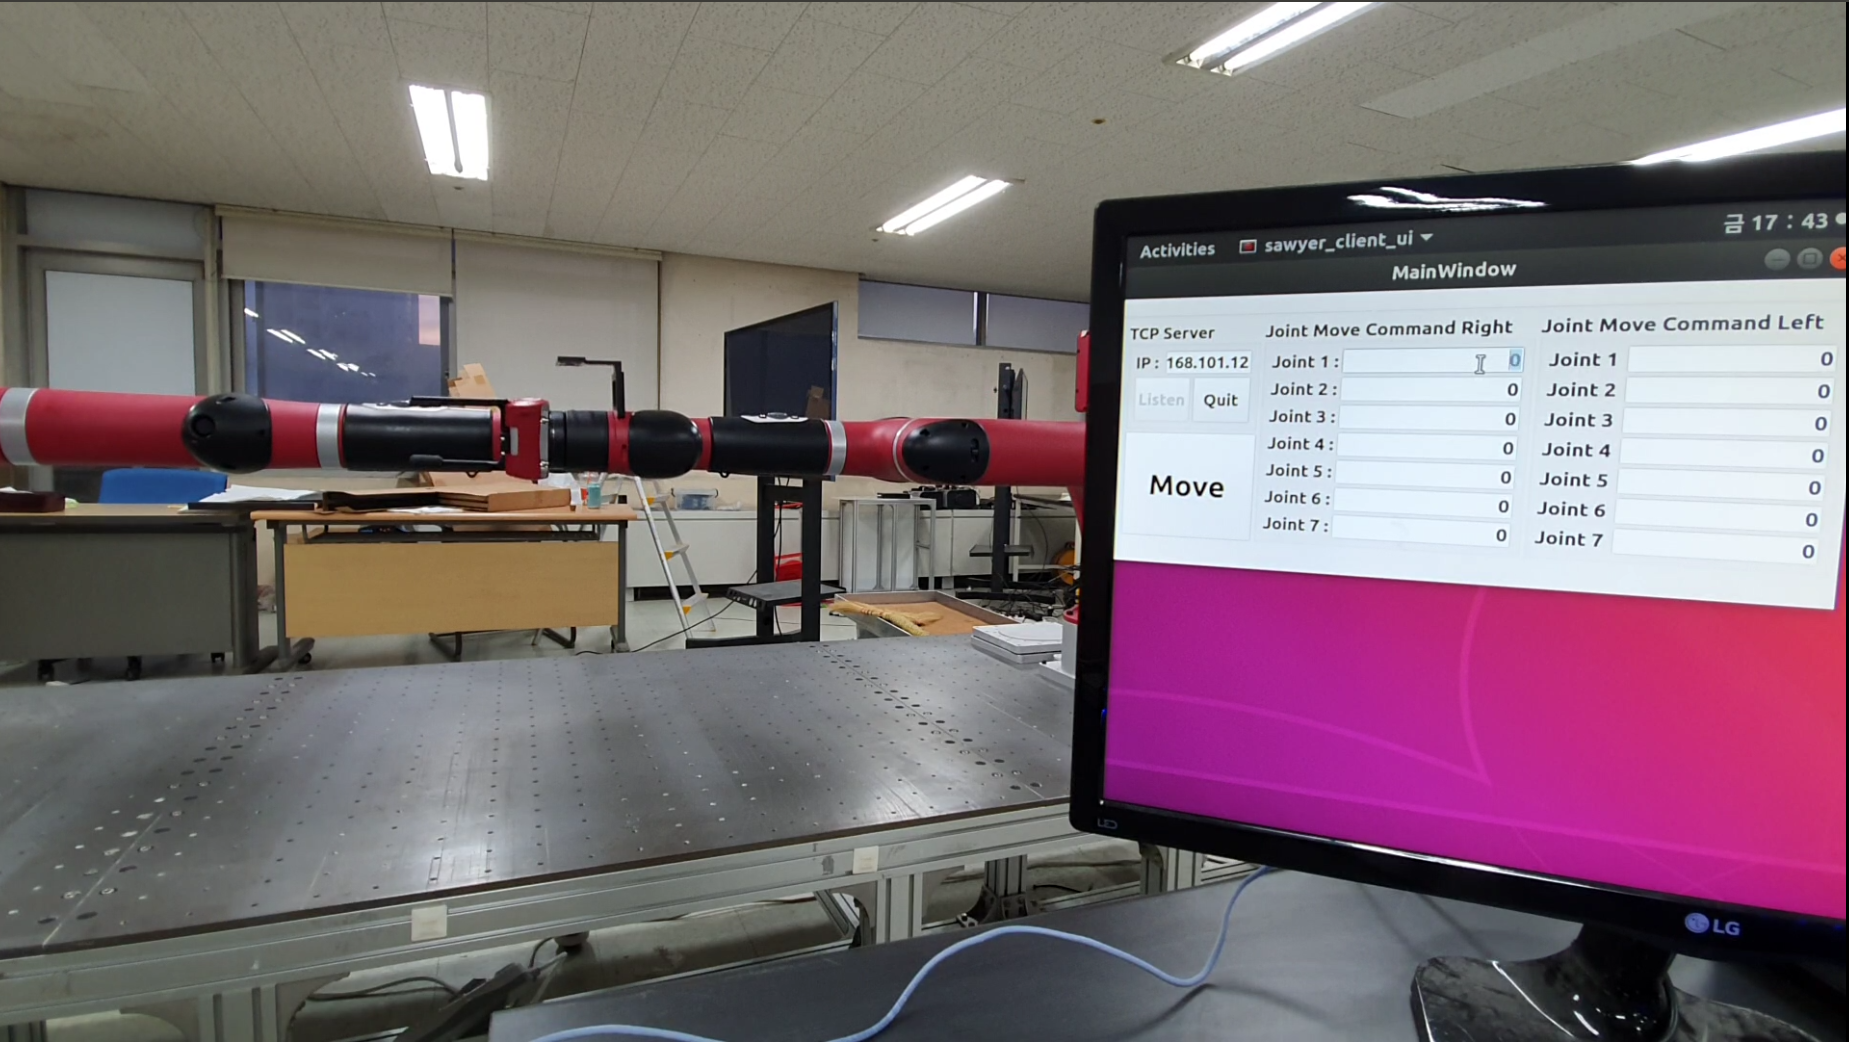 Activities sawyer_client_ui 금 17 : 43
MainWindow
TCP Server
IP : 168.101.12
Listen Quit
Move
Joint Move Command Right
Joint 1 : 0
Joint 2 : 0
Joint 3 : 0
Joint 4 : 0
Joint 5 : 0
Joint 6 : 0
Joint 7 : 0
Joint Move Command Left
Joint 1 0
Joint 2 0
Joint 3 0
Joint 4 0
Joint 5 0
Joint 6 0
Joint 7 0
LED
LG